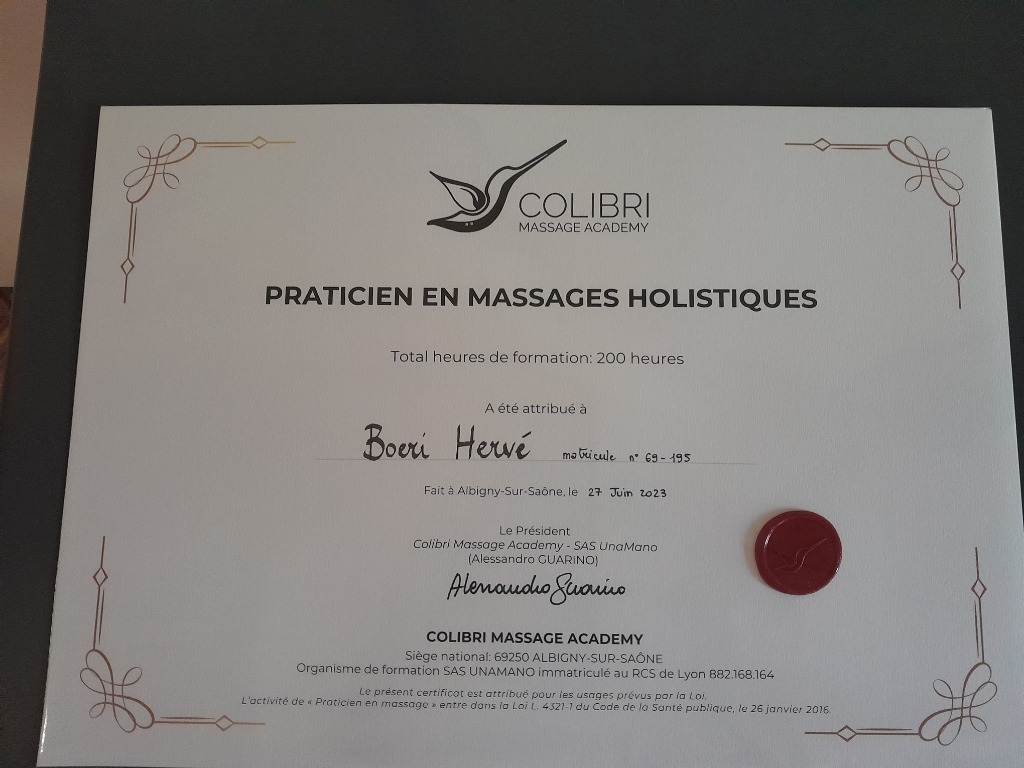 COLIBRI
MASSAGE ACADEMY
PRATICIEN EN MASSAGES HOLISTIQUES
Total heures de formation: 200 heures
A été attribué à
Boeri Hervé matricule n° 69-195
Fait à Albigny-Sur-Saône, le 27 Juin 2023
Le Président
Colibri Massage Academy - SAS UnaMano
(Alessandro GUARINO)
Alessandro Guarino
COLIBRI MASSAGE ACADEMY
Siège national: 69250 ALBIGNY-SUR-SAÔNE
Organisme de formation SAS UNAMANO immatriculé au RCS de Lyon 882.168.164
Le présent certificat est attribué pour les usages prévus par la Loi.
L'activité de « Praticien en massage » entre dans la Loi L. 4321-1 du Code de la Santé publique, le 26 janvier 2016.